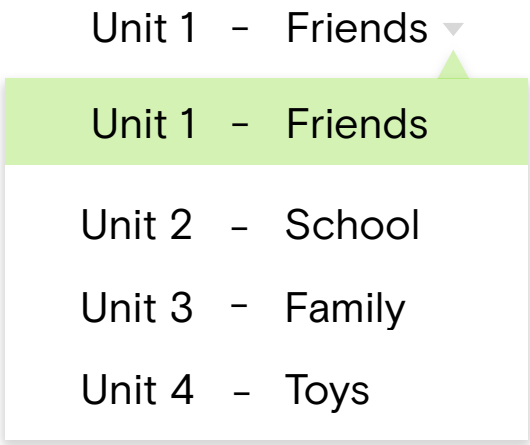 Unit 1 - Friends
Unit 1 - Friends
Unit 2 - School
Unit 3 - Family
Unit 4 - Toys